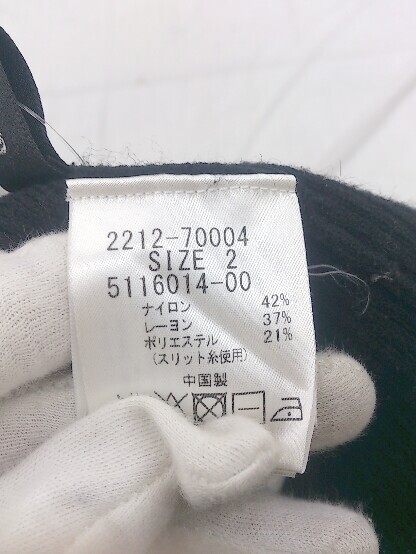 2212-70004
SIZE 2
5116014-00
ナイロン 42%
レーヨン 37%
ポリエステル 21%
(スリット糸使用)
中国製